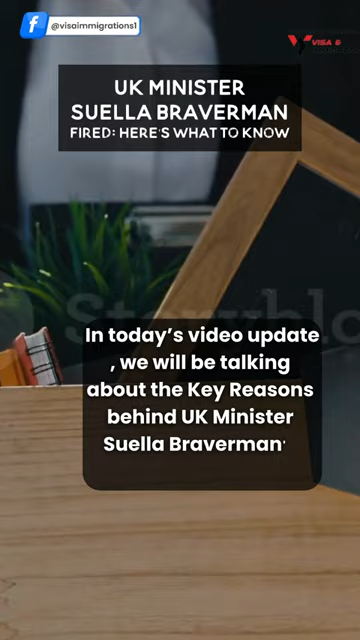 @visaimmigrations1
VISA &
UK MINISTER
SUELLA BRAVERMAN
FIRED: HERE'S WHAT TO KNOW
In today's video update
, we will be talking
about the Key Reasons
behind UK Minister
Suella Braverman'